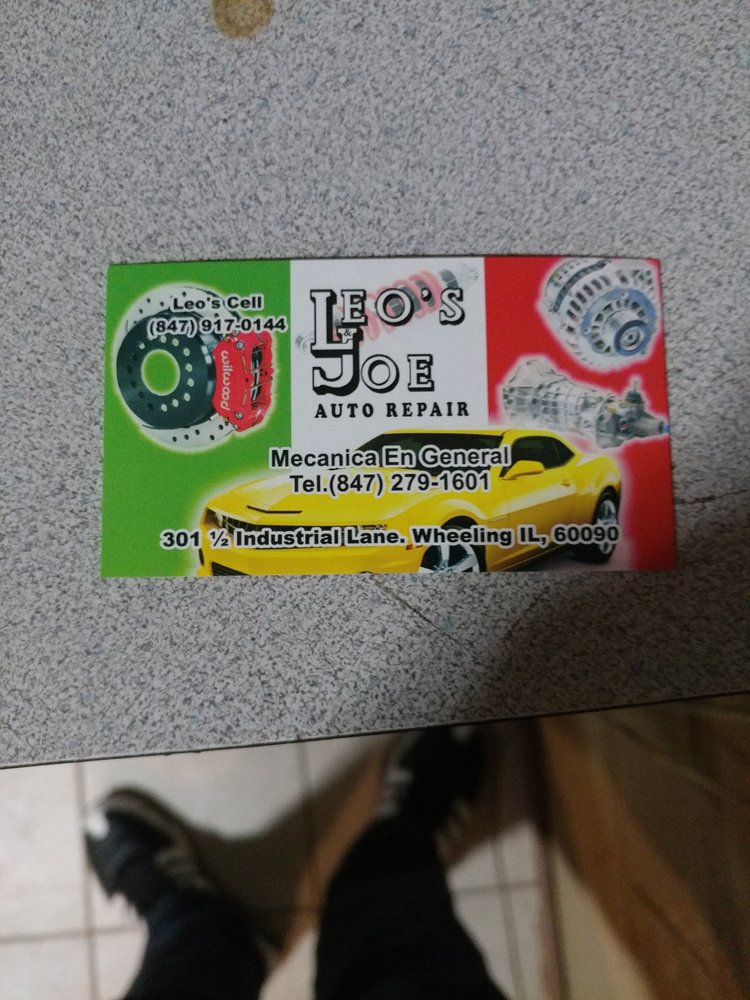 Leo's Cell
(847) 917-0144
wilwood
LEO'S
&
JOE
AUTO REPAIR
Mecanica En General
Tel.(847) 279-1601
301 ½ Industrial Lane. Wheeling IL, 60090